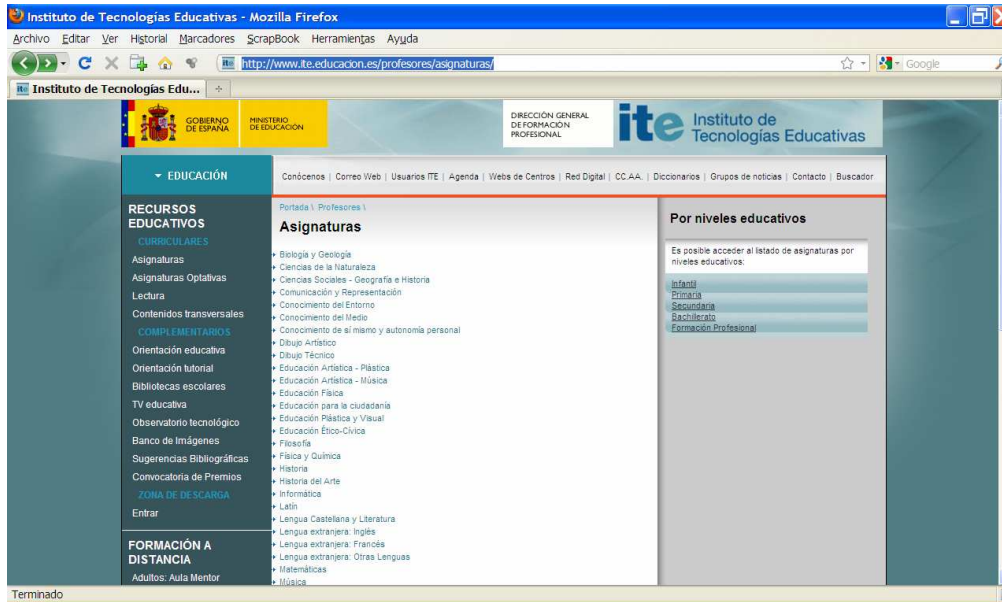 Instituto de Tecnologías Educativas - Mozilla Firefox
Archivo Editar Ver Historial Marcadores ScrapBook Herramientas Ayuda
http://www.ite.educacion.es/profesores/asignaturas/
Google
Instituto de Tecnologías Edu...
GOBIERNO
DE ESPAÑA
MINISTERIO
DE EDUCACIÓN
DIRECCIÓN GENERAL
DE FORMACIÓN
PROFESIONAL
ite
Instituto de
Tecnologías Educativas
EDUCACIÓN
Conócenos | Correo Web | Usuarios ITE | Agenda | Webs de Centros | Red Digital | CC.AA. | Diccionarios | Grupos de noticias | Contacto | Buscador
RECURSOS
EDUCATIVOS
CURRICULARES
Asignaturas
Asignaturas Optativas
Lectura
Contenidos transversales
COMPLEMENTARIOS
Orientación educativa
Orientación tutorial
Bibliotecas escolares
TV educativa
Observatorio tecnológico
Banco de Imágenes
Sugerencias Bibliográficas
Convocatoria de Premios
ZONA DE DESCARGA
Entrar
FORMACIÓN A
DISTANCIA
Adultos: Aula Mentor
Portada \ Profesores \
Asignaturas
Biología y Geología
Ciencias de la Naturaleza
Ciencias Sociales - Geografía e Historia
Comunicación y Representación
Conocimiento del Entorno
Conocimiento del Medio
Conocimiento de sí mismo y autonomía personal
Dibujo Artístico
Dibujo Técnico
Educación Artística - Plástica
Educación Artística - Música
Educación Física
Educación para la ciudadanía
Educación Plástica y Visual
Educación Ético-Cívica
Filosofía
Física y Química
Historia
Historia del Arte
Informática
Latín
Lengua Castellana y Literatura
Lengua extranjera: Inglés
Lengua extranjera: Francés
Lengua extranjera: Otras Lenguas
Matemáticas
Música
Por niveles educativos
Es posible acceder al listado de asignaturas por
niveles educativos:
Infantil
Primaria
Secundaria
Bachillerato
Formación Profesional
Terminado